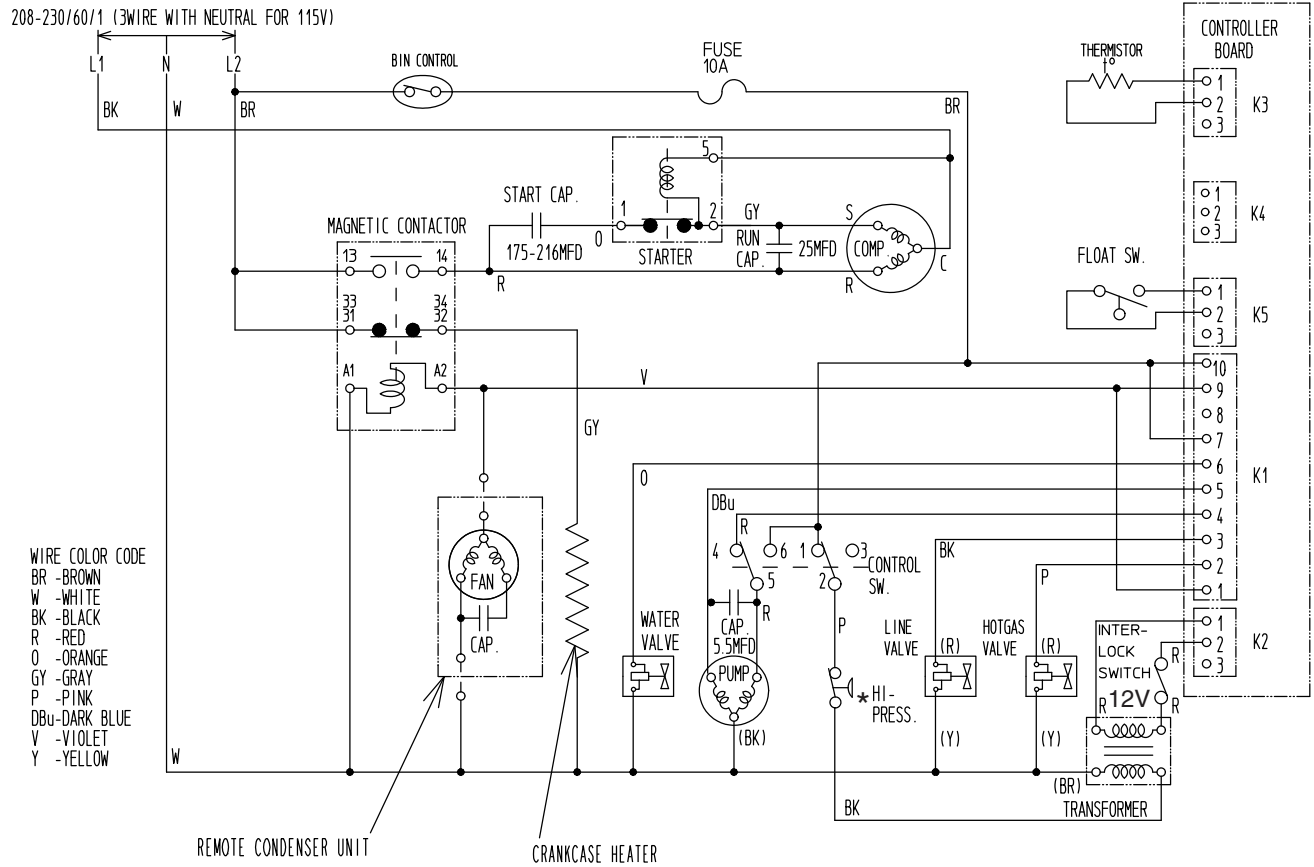 208-230/60/1 (3WIRE WITH NEUTRAL FOR 115V)
L1
N
L2
BK
W
BR
BIN CONTROL
FUSE
10A
BR
THERMISTOR
t°
CONTROLLER
BOARD
1
2
3
K3
1
2
3
K4
FLOAT SW.
1
2
3
K5
START CAP.
175-216MFD
O
1
5
2
STARTER
GY
RUN
CAP.
25MFD
S
COMP.
R
C
MAGNETIC CONTACTOR
13
14
R
33
31
34
32
A1
A2
V
GY
10
9
8
7
6
5
4
3
2
1
K1
O
DBu
R
BK
P
4
6
1
3
5
2
CONTROL
SW.
R
CAP.
5.5MFD
PUMP
(BK)
P
* HI-
PRESS.
BK
WATER
VALVE
LINE
VALVE
(R)
(Y)
HOTGAS
VALVE
(R)
(Y)
INTER-
LOCK
SWITCH
12V
R
R
R
1
2
3
K2
(BR)
TRANSFORMER
FAN
CAP.
WIRE COLOR CODE
BR -BROWN
W -WHITE
BK -BLACK
R -RED
O -ORANGE
GY -GRAY
P -PINK
DBu-DARK BLUE
V -VIOLET
Y -YELLOW
W
REMOTE CONDENSER UNIT
CRANKCASE HEATER